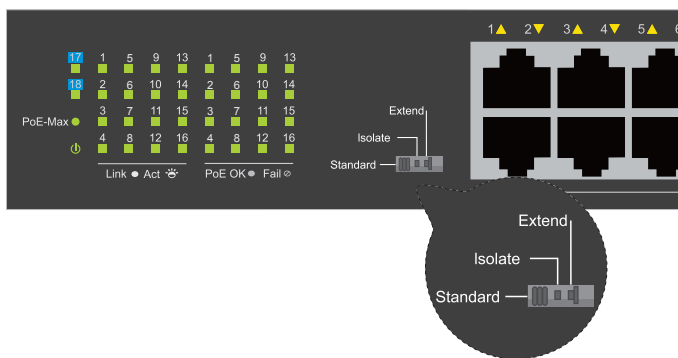 1 2 3 4 5 6
17 1 5 9 13 1 5 9 13
18 2 6 10 14 2 6 10 14
PoE-Max 3 7 11 15 3 7 11 15
4 8 12 16 4 8 12 16
Link Act PoE OK Fail
Extend
Isolate
Standard
Extend
Isolate
Standard